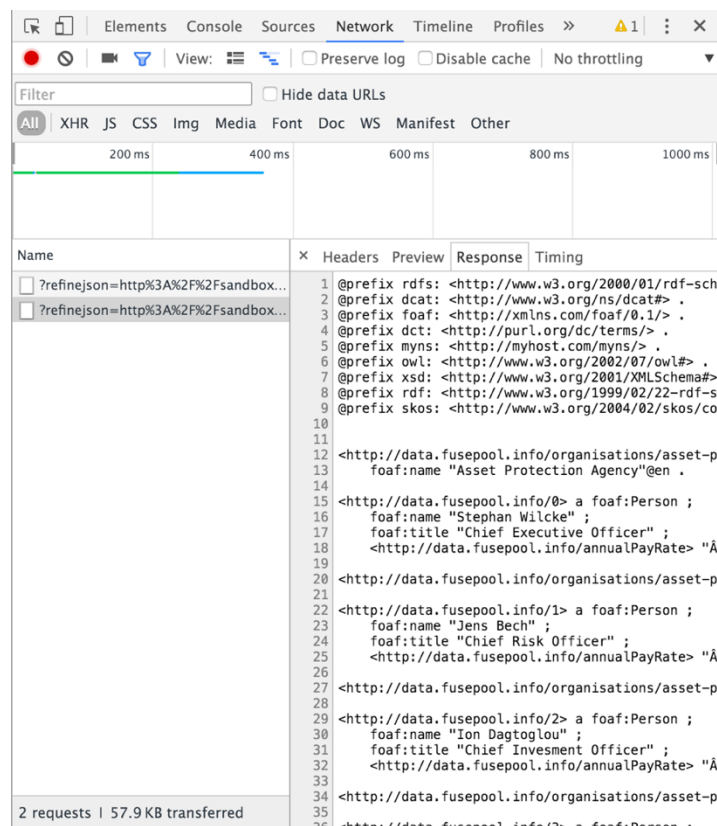 Elements Console Sources Network Timeline Profiles » 1
View: Preserve log Disable cache No throttling
Filter Hide data URLs
All XHR JS CSS Img Media Font Doc WS Manifest Other
200 ms 400 ms 600 ms 800 ms 1000 ms
Name × Headers Preview Response Timing
?refinejson=http%3A%2F%2Fsandbox...
?refinejson=http%3A%2F%2Fsandbox...
1 @prefix rdfs: <http://www.w3.org/2000/01/rdf-sch
2 @prefix dcat: <http://www.w3.org/ns/dcat#> .
3 @prefix foaf: <http://xmlns.com/foaf/0.1/> .
4 @prefix dct: <http://purl.org/dc/terms/> .
5 @prefix myns: <http://myhost.com/myns/> .
6 @prefix owl: <http://www.w3.org/2002/07/owl#> .
7 @prefix xsd: <http://www.w3.org/2001/XMLSchema#>
8 @prefix rdf: <http://www.w3.org/1999/02/22-rdf-s
9 @prefix skos: <http://www.w3.org/2004/02/skos/co
10
11
12 <http://data.fusepool.info/organisations/asset-p
13 foaf:name "Asset Protection Agency"@en .
14
15 <http://data.fusepool.info/0> a foaf:Person ;
16 foaf:name "Stephan Wilcke" ;
17 foaf:title "Chief Executive Officer" ;
18 <http://data.fusepool.info/annualPayRate> "Â
19
20 <http://data.fusepool.info/organisations/asset-p
21
22 <http://data.fusepool.info/1> a foaf:Person ;
23 foaf:name "Jens Bech" ;
24 foaf:title "Chief Risk Officer" ;
25 <http://data.fusepool.info/annualPayRate> "Â
26
27 <http://data.fusepool.info/organisations/asset-p
28
29 <http://data.fusepool.info/2> a foaf:Person ;
30 foaf:name "Ion Dagtoglou" ;
31 foaf:title "Chief Invesment Officer" ;
32 <http://data.fusepool.info/annualPayRate> "Â
33
34 <http://data.fusepool.info/organisations/asset-p
35
2 requests | 57.9 KB transferred